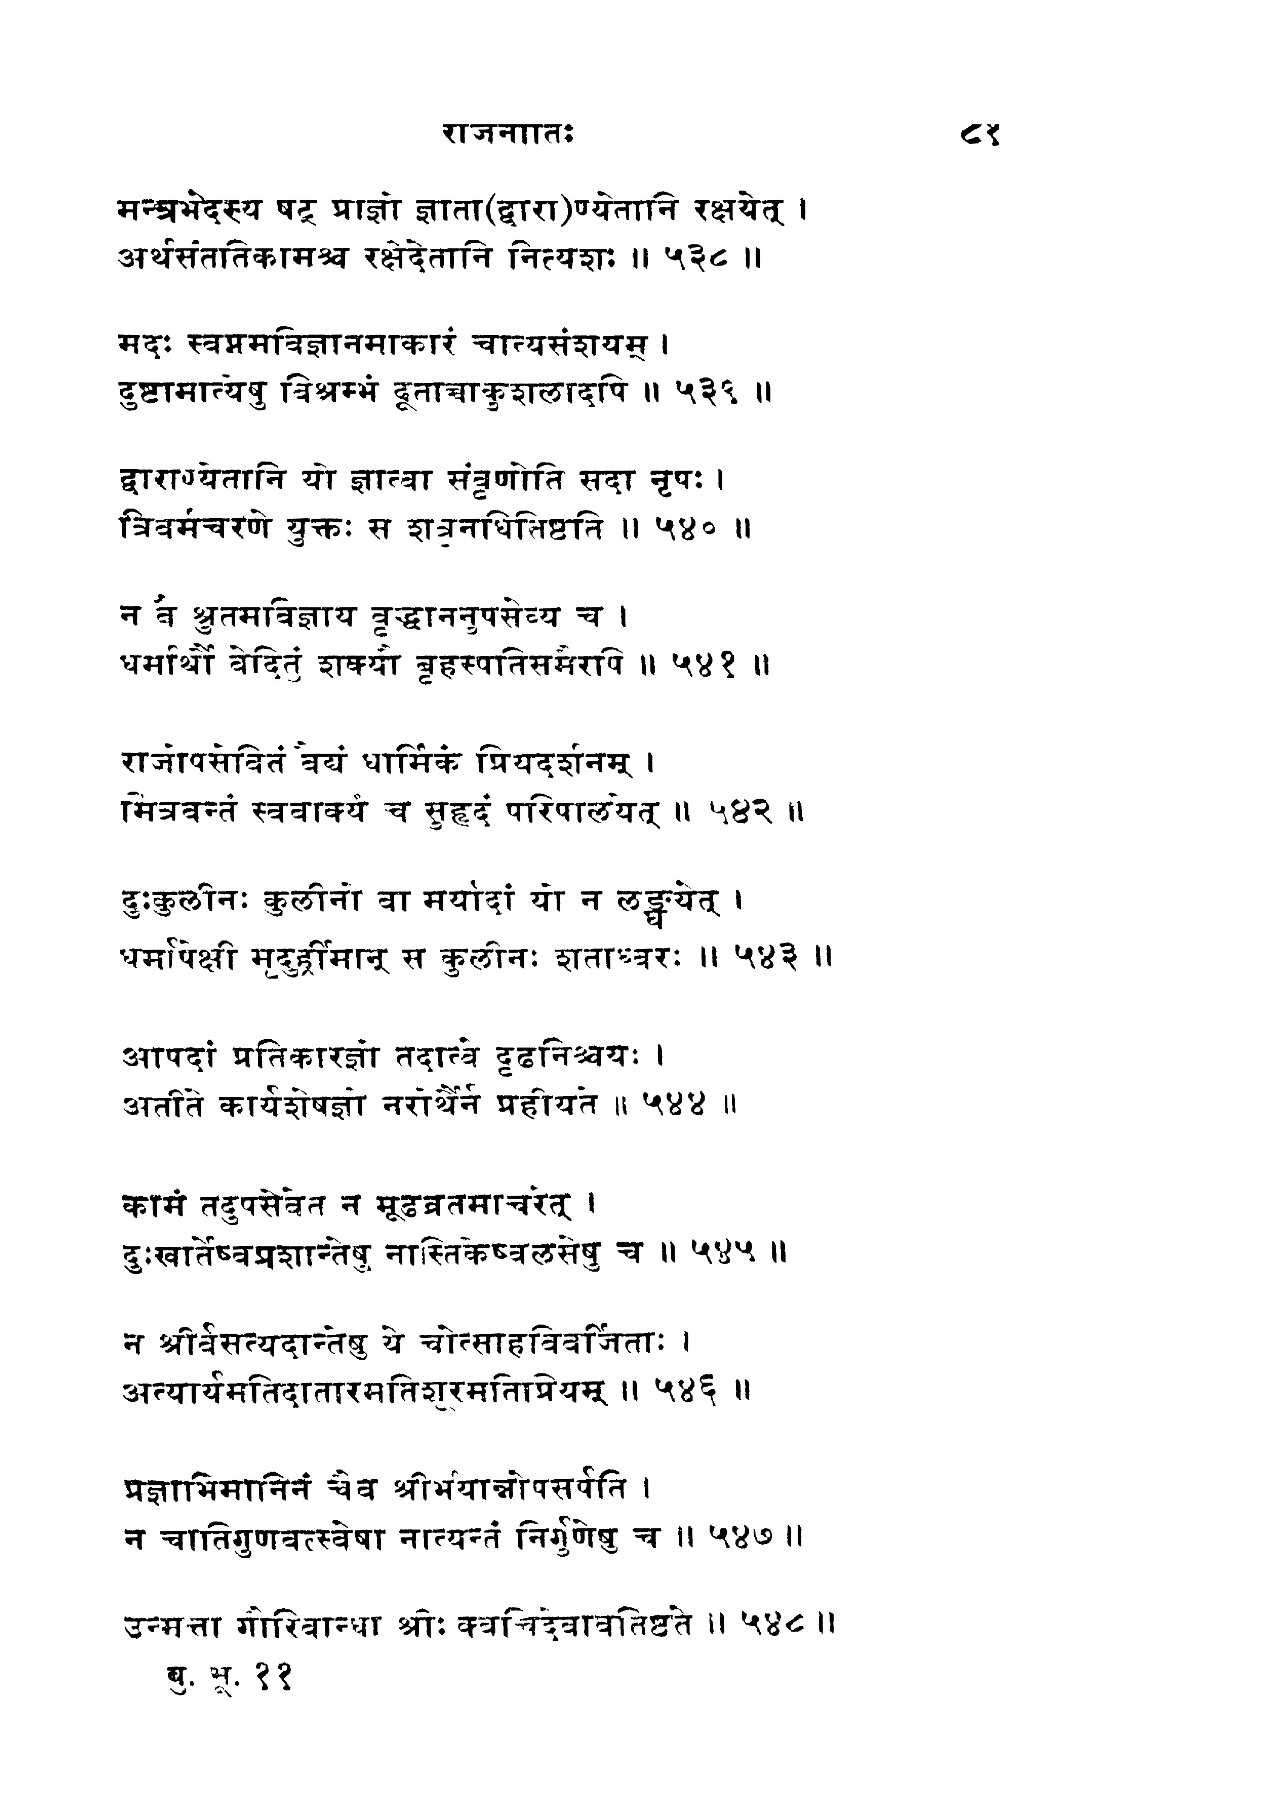 राजनीतिः ८१
मन्त्रभेदस्य षट् प्राज्ञो ज्ञाता(द्वारा)ण्येतानि रक्षयेत् ।
अर्थसंततिकामश्च रक्षेदेतानि नित्यशः ॥ ५३८ ॥
मदः स्वप्नमविज्ञानमाकारं चात्यसंशयम् ।
दुष्टामात्येषु विश्रम्भं दूताच्चाकुशलादपि ॥ ५३९ ॥
द्वाराण्येतानि यो ज्ञात्वा संवृणोति सदा नृपः ।
त्रिवर्मचरणे युक्तः स शत्रूनधितिष्ठति ॥ ५४० ॥
न वै श्रुतमविज्ञाय वृद्धाननुपसेव्य च ।
धर्मार्थौ वेदितुं शक्यौ बृहस्पतिसमैरपि ॥ ५४१ ॥
राजोपसेवितं वैद्यं धार्मिकं प्रियदर्शनम् ।
मित्रवन्तं स्ववाक्यं च सुहृदं परिपालयेत् ॥ ५४२ ॥
दुःकुलीनः कुलीनो वा मर्यादां यो न लङ्घयेत् ।
धर्मापेक्षी मृदुर्ह्रीमान् स कुलीनः शताध्वरः ॥ ५४३ ॥
आपदां प्रतिकारज्ञो तदात्वे दृढनिश्चयः ।
अतीते कार्यशेषज्ञो नरोर्थैर्न प्रहीयते ॥ ५४४ ॥
कामं तदुपसेवेत न मूढव्रतमाचरेत् ।
दुःखार्तेष्वप्रशान्तेषु नास्तिकेष्वलसेषु च ॥ ५४५ ॥
न श्रीर्वसत्यदान्तेषु ये चोत्साहविवर्जिताः ।
अत्यार्यमतिदातारमतिशूरमतिप्रियम् ॥ ५४६ ॥
प्रज्ञाभिमानिनं चैव श्रीर्भयान्नोपसर्पति ।
न चातिगुणवत्स्वेषा नात्यन्तं निर्गुणेषु च ॥ ५४७ ॥
उन्मत्ता गौरिवान्धा श्रीः क्वचिदेवावतिष्ठते ॥ ५४८ ॥
बु. भू. ११